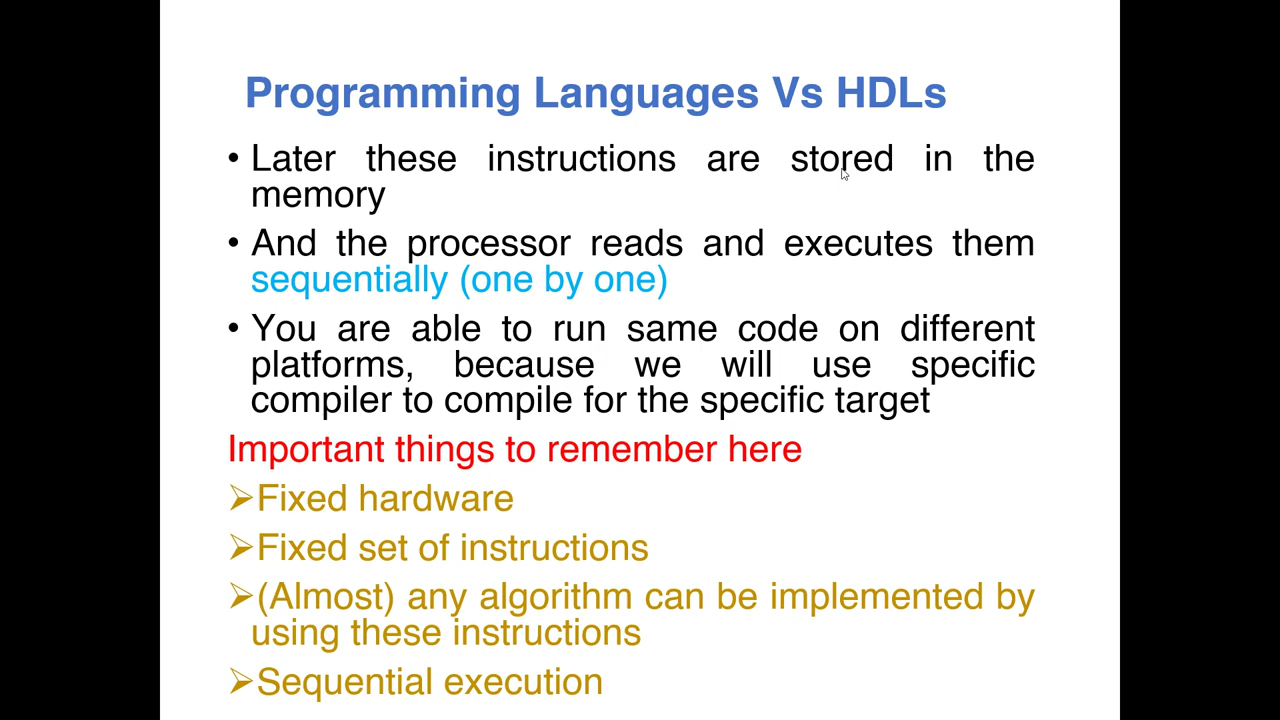 Programming Languages Vs HDLs
• Later these instructions are stored in the
memory
• And the processor reads and executes them
sequentially (one by one)
• You are able to run same code on different
platforms, because we will use specific
compiler to compile for the specific target
Important things to remember here
➢Fixed hardware
➢Fixed set of instructions
➢(Almost) any algorithm can be implemented by
using these instructions
➢Sequential execution